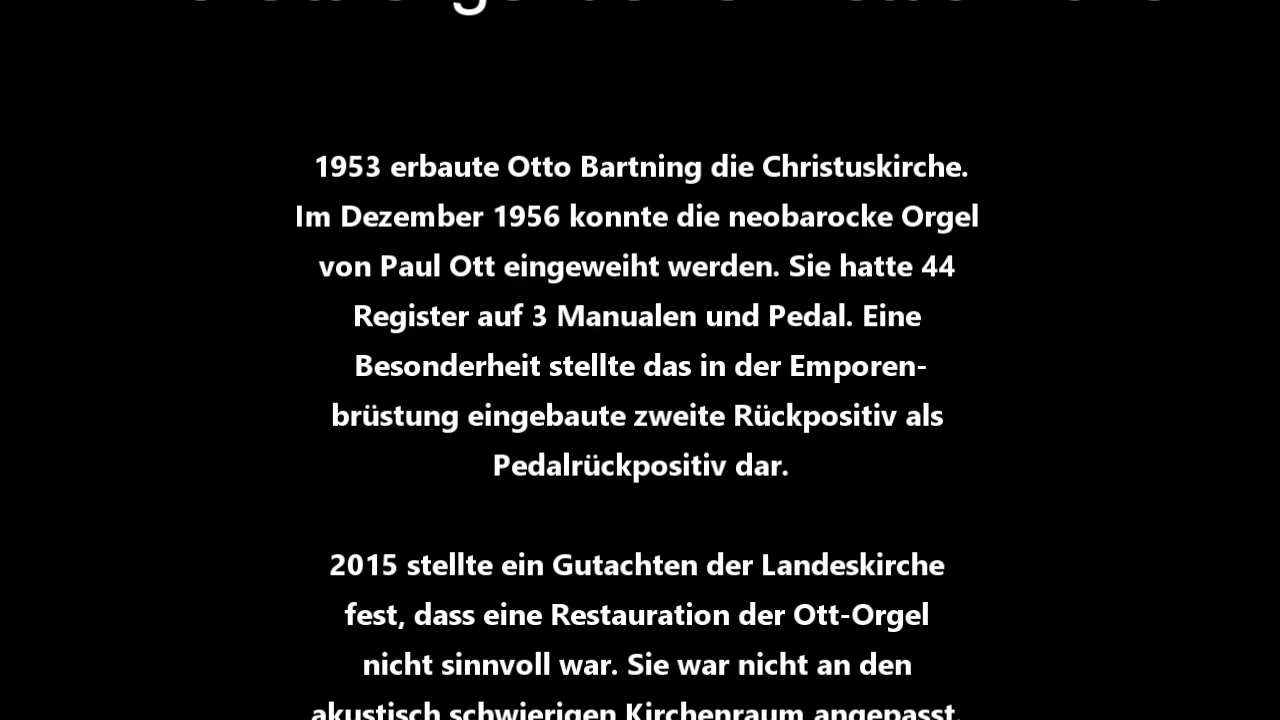 1953 erbaute Otto Bartning die Christuskirche.
Im Dezember 1956 konnte die neobarocke Orgel
von Paul Ott eingeweiht werden. Sie hatte 44
Register auf 3 Manualen und Pedal. Eine
Besonderheit stellte das in der Emporen-
brüstung eingebaute zweite Rückpositiv als
Pedalrückpositiv dar.
2015 stellte ein Gutachten der Landeskirche
fest, dass eine Restauration der Ott-Orgel
nicht sinnvoll war. Sie war nicht an den
akustisch schwierigen Kirchenraum angepasst.